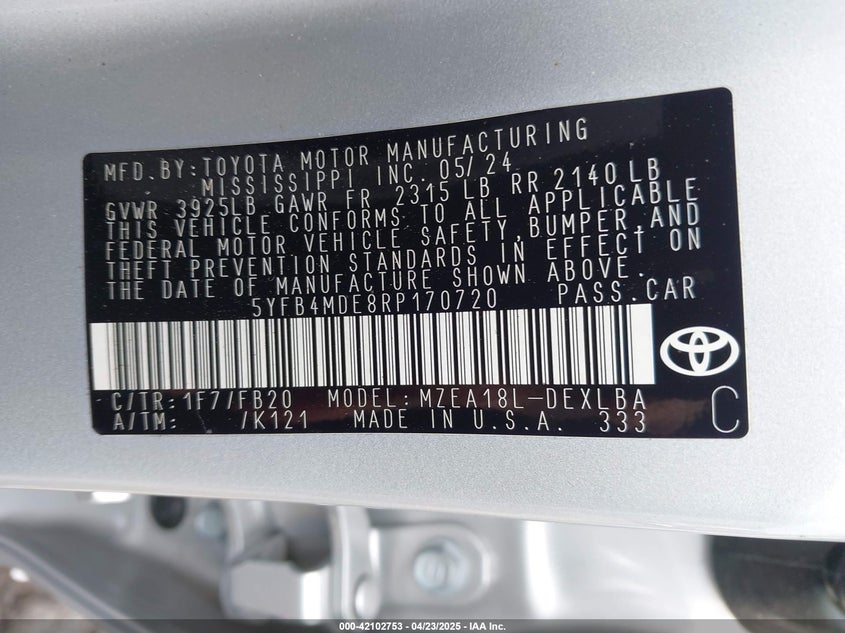 MFD. BY: TOYOTA MOTOR MANUFACTURING
MISSISSIPPI INC. 05/24
GVWR 3925LB GAWR FR 2315 LB RR 2140 LB
THIS VEHICLE CONFORMS TO ALL APPLICABLE
FEDERAL MOTOR VEHICLE SAFETY, BUMPER, AND
THEFT PREVENTION STANDARDS IN EFFECT ON
THE DATE OF MANUFACTURE SHOWN ABOVE.
5YFB4MDE8RP170720 PASS. CAR
C/TR: 1F7/FB20 MODEL: MZEA18L-DEXLBA
A/TM: /K121 MADE IN U.S.A. 333 C
000-42102753 - 04/23/2025 - IAA Inc.